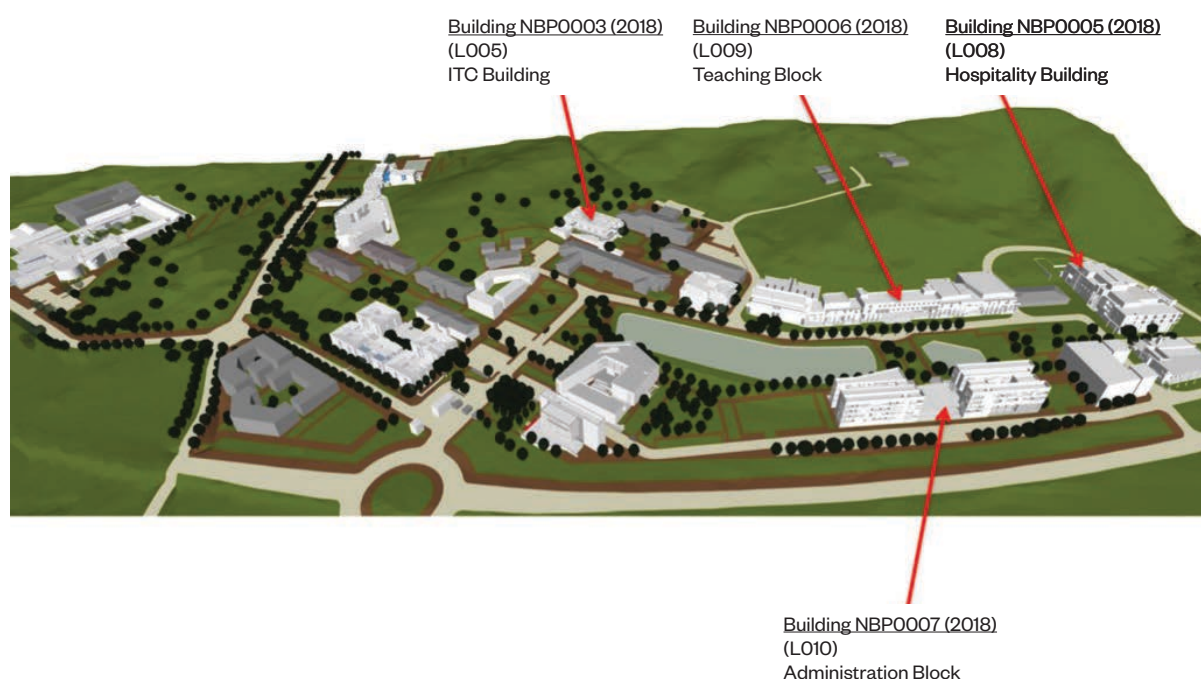 Building NBP0003 (2018)
(L005)
ITC Building
Building NBP0006 (2018)
(L009)
Teaching Block
Building NBP0005 (2018)
(L008)
Hospitality Building
Building NBP0007 (2018)
(L010)
Administration Block